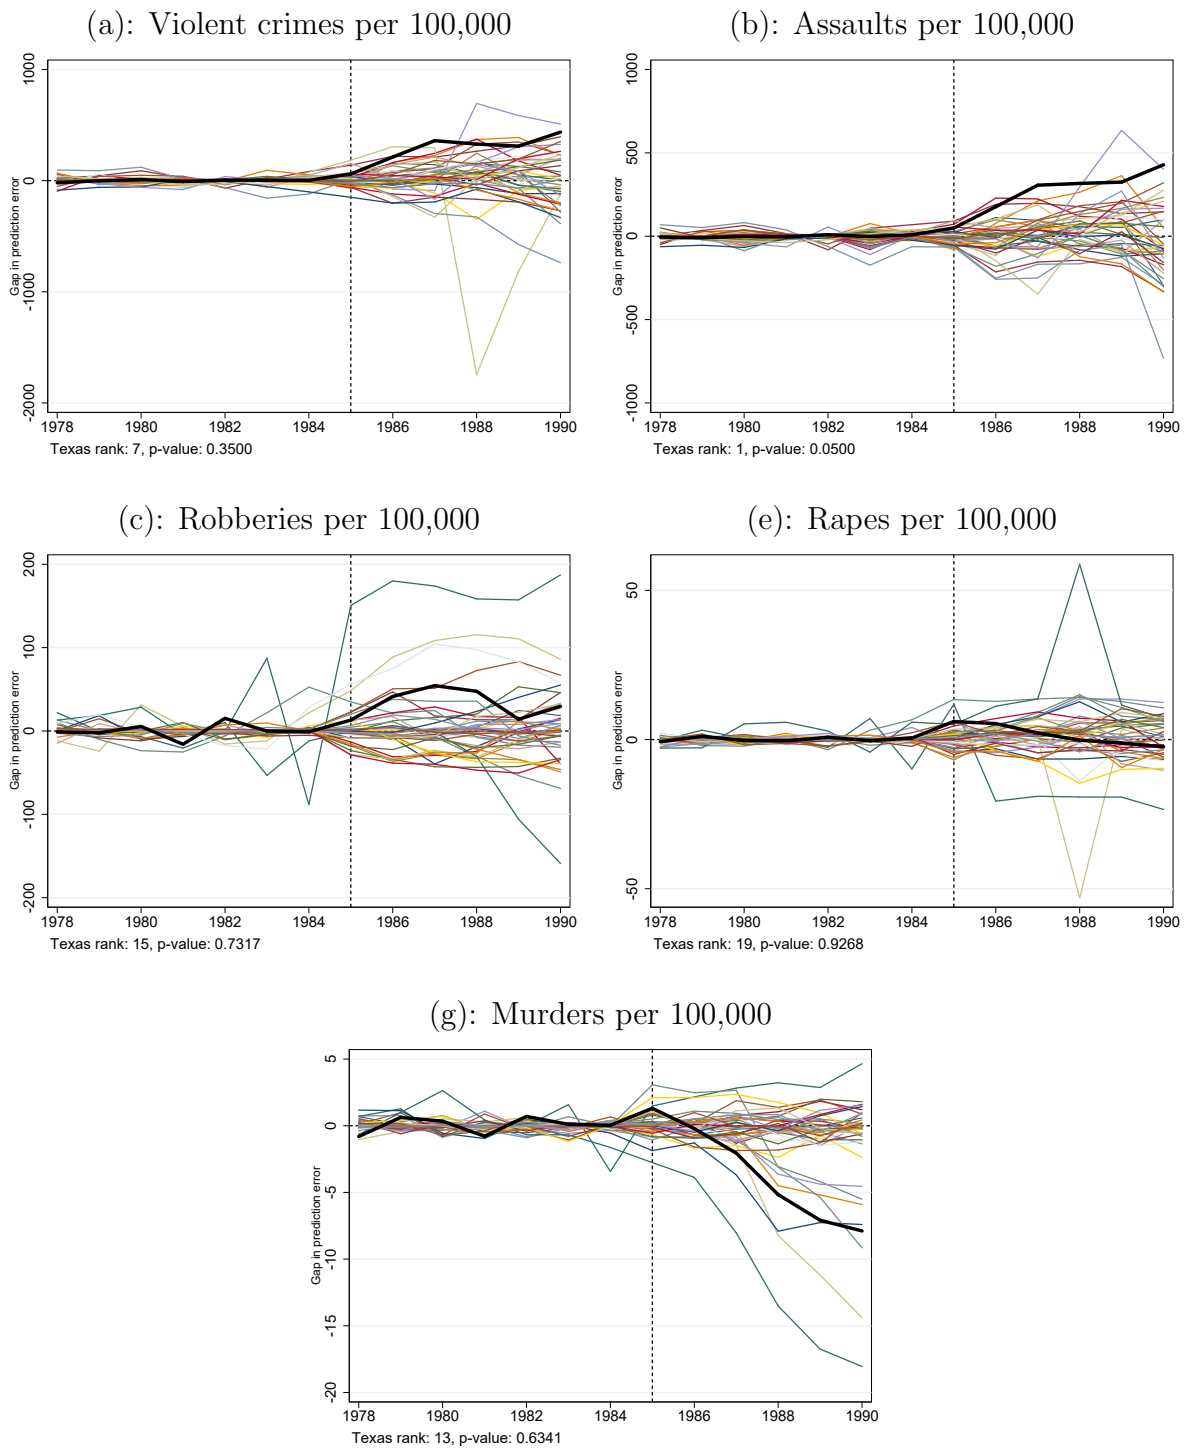 (a): Violent crimes per 100,000
Gap in prediction error
1000
0
-1000
-2000
1978 1980 1982 1984 1986 1988 1990
Texas rank: 7, p-value: 0.3500
(b): Assaults per 100,000
Gap in prediction error
1000
500
0
-500
-1000
1978 1980 1982 1984 1986 1988 1990
Texas rank: 1, p-value: 0.0500
(c): Robberies per 100,000
Gap in prediction error
200
100
0
-100
-200
1978 1980 1982 1984 1986 1988 1990
Texas rank: 15, p-value: 0.7317
(e): Rapes per 100,000
Gap in prediction error
50
0
-50
1978 1980 1982 1984 1986 1988 1990
Texas rank: 19, p-value: 0.9268
(g): Murders per 100,000
Gap in prediction error
5
0
-5
-10
-15
-20
1978 1980 1982 1984 1986 1988 1990
Texas rank: 13, p-value: 0.6341